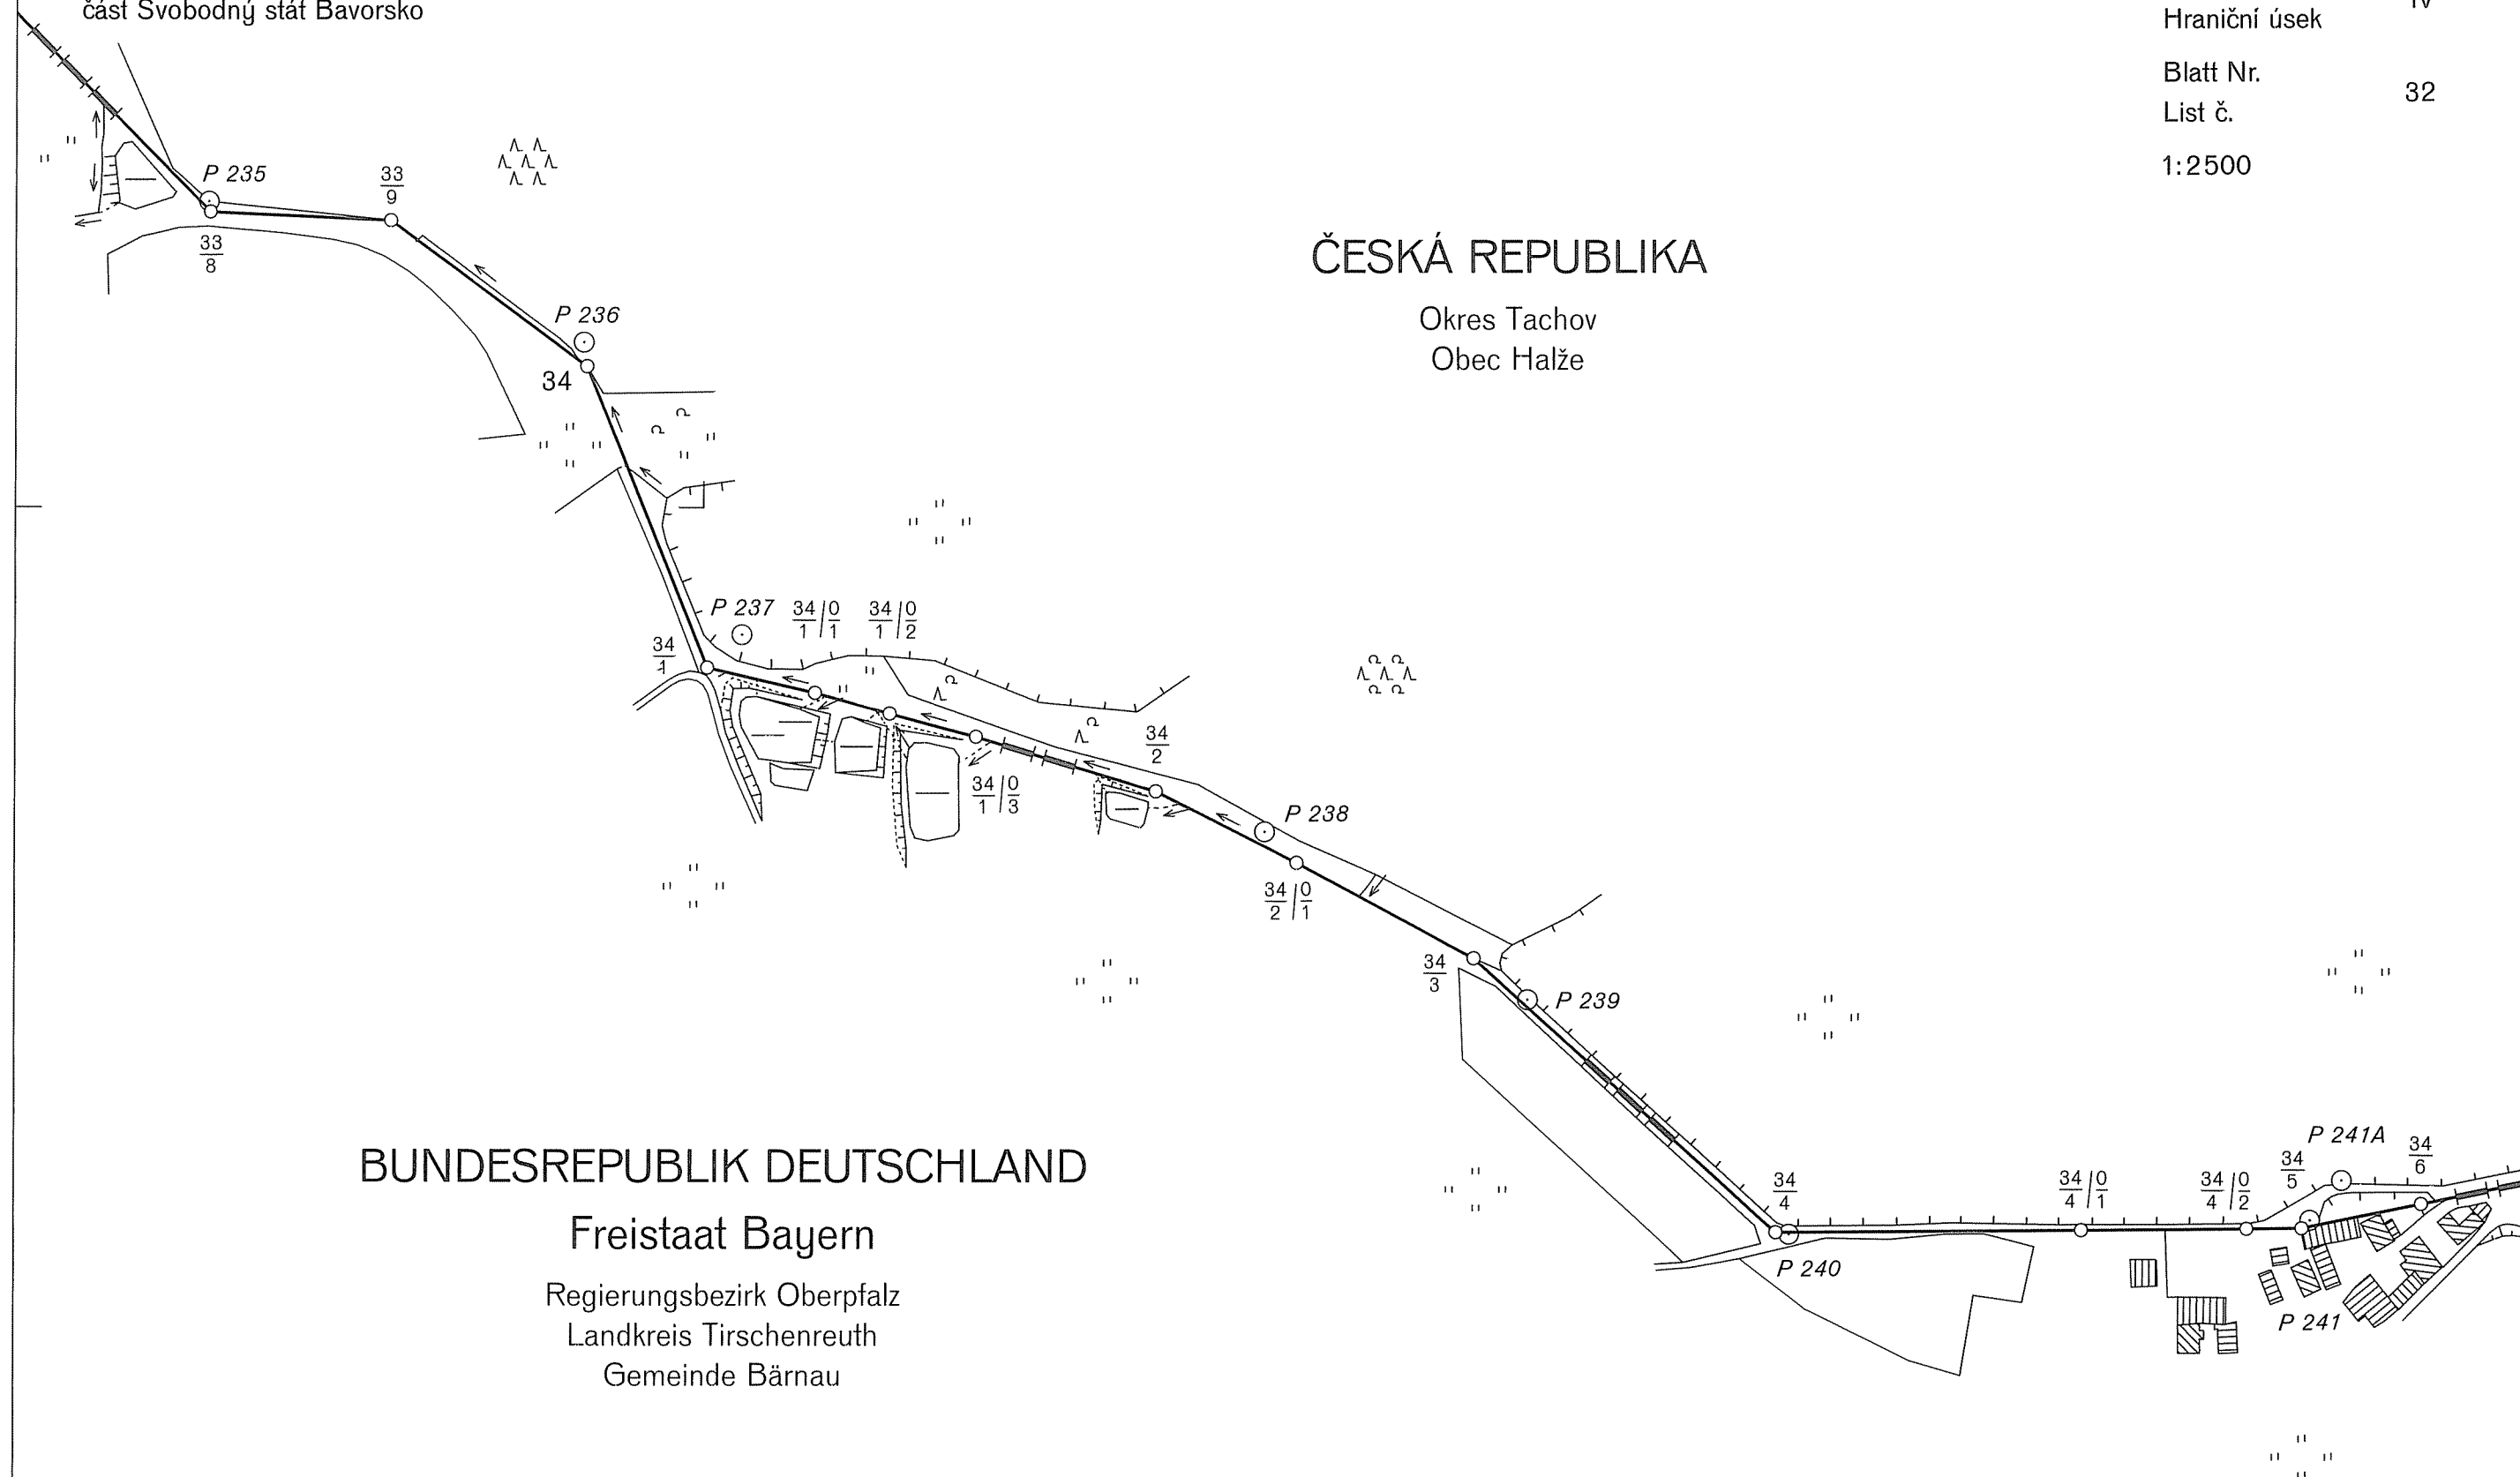 část Svobodný stát Bavorsko
IV
Hraniční úsek
Blatt Nr.
32
List č.
1:2500
P 235
33
9
33
8
ČESKÁ REPUBLIKA
Okres Tachov
Obec Halže
P 236
34
P 237
34/0
1/1
34/0
1/2
34
1
34
2
34/0
1/3
P 238
34/0
2/1
34
3
P 239
BUNDESREPUBLIK DEUTSCHLAND
Freistaat Bayern
Regierungsbezirk Oberpfalz
Landkreis Tirschenreuth
Gemeinde Bärnau
34
4
34/0
4/1
34/0
4/2
34
5
P 241A
34
6
P 240
P 241